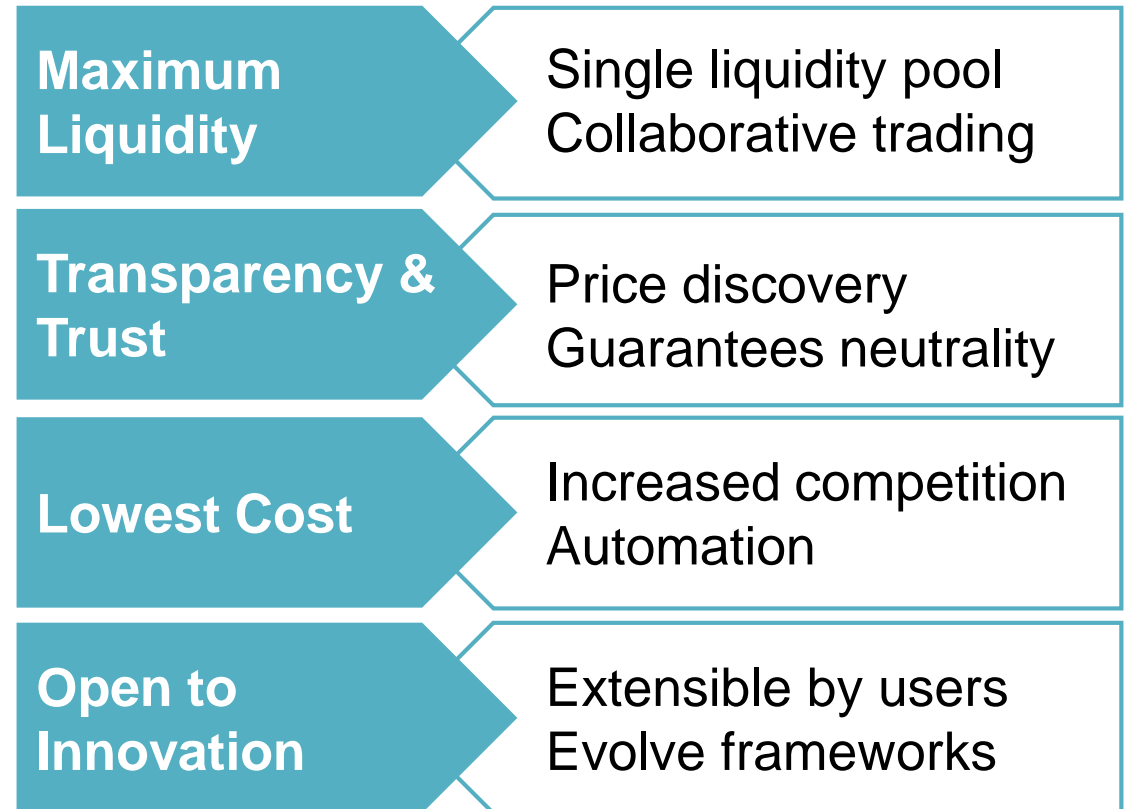 Maximum
Liquidity
Single liquidity pool
Collaborative trading
Transparency &
Trust
Price discovery
Guarantees neutrality
Lowest Cost
Increased competition
Automation
Open to
Innovation
Extensible by users
Evolve frameworks